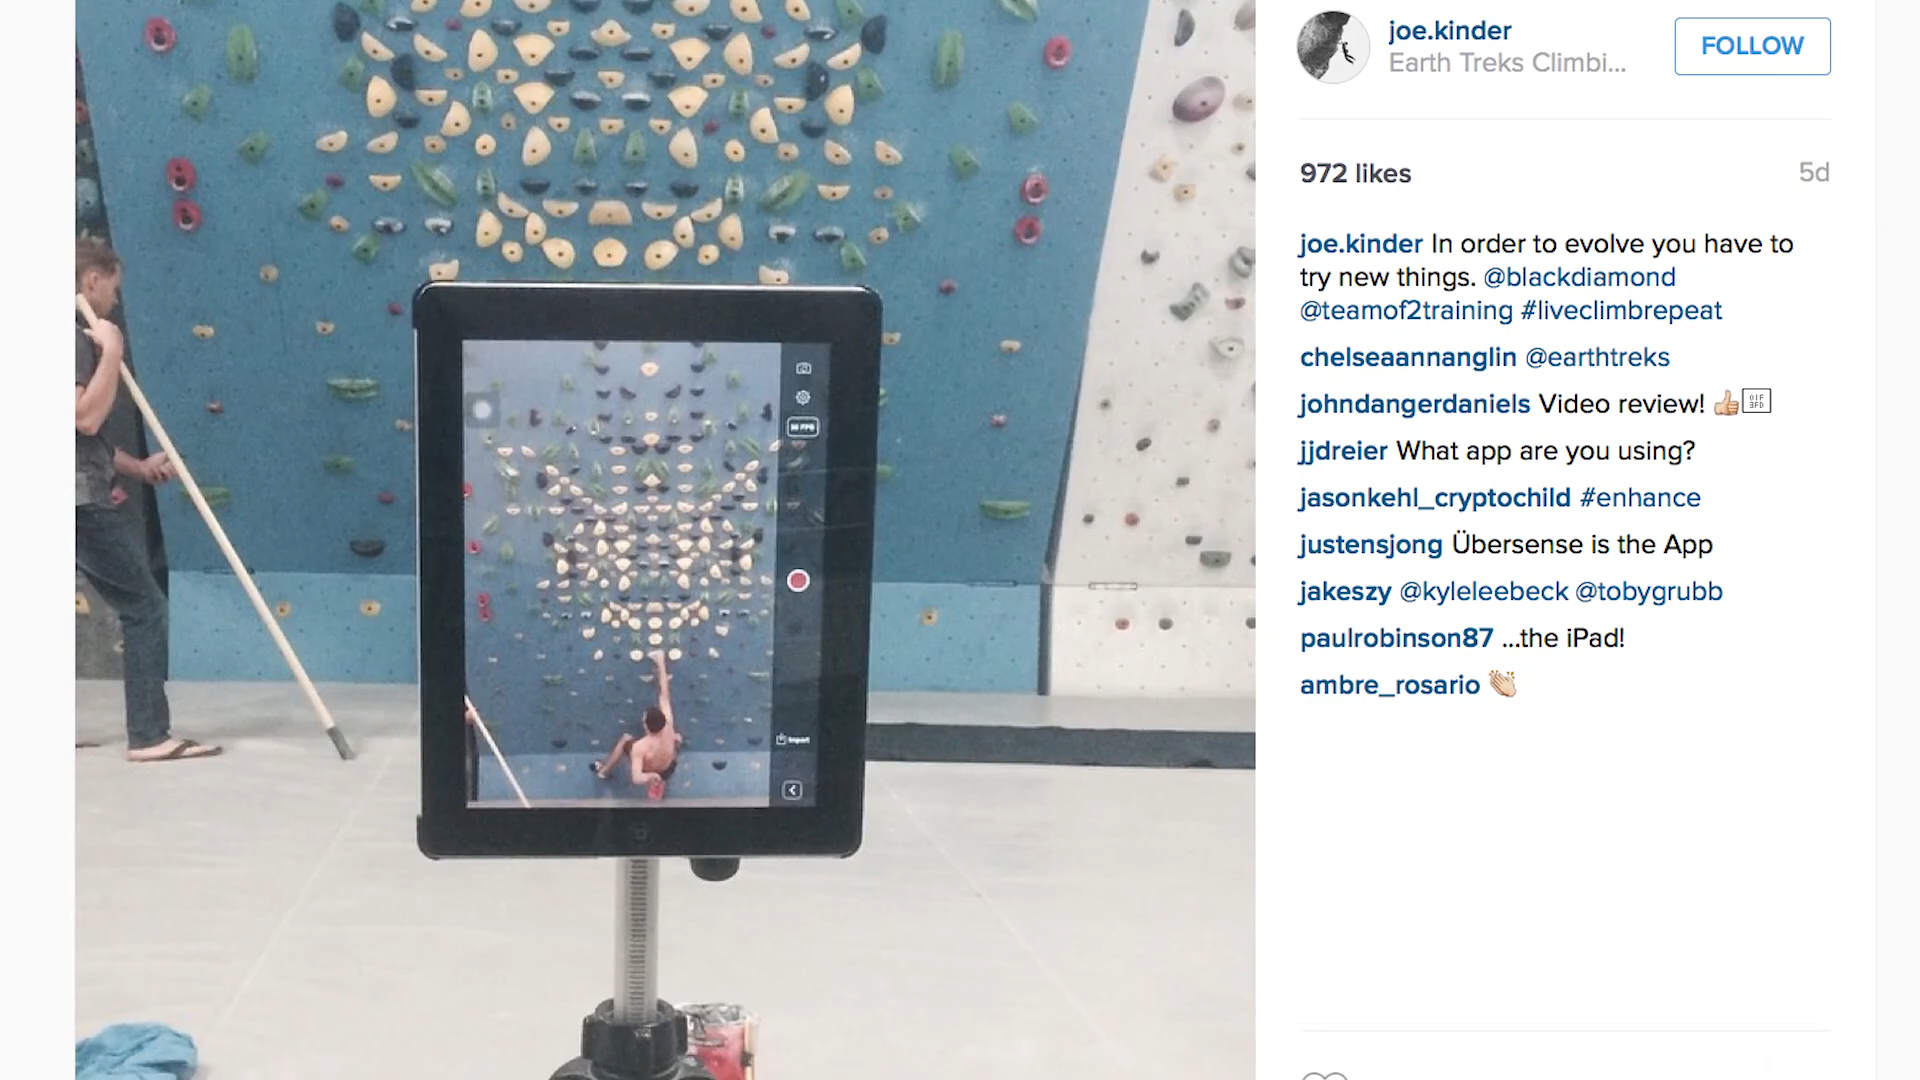 joe.kinder
Earth Treks Climbi...
FOLLOW
972 likes
5d
joe.kinder In order to evolve you have to
try new things. @blackdiamond
@teamof2training #liveclimbrepeat
chelseaannanglin @earthtreks
johndangerdaniels Video review! 👍
jjdreier What app are you using?
jasonkehl_cryptochild #enhance
justensjong Übersense is the App
jakeszy @kyleleebeck @tobygrubb
paulrobinson87 ...the iPad!
ambre_rosario 👏
Import